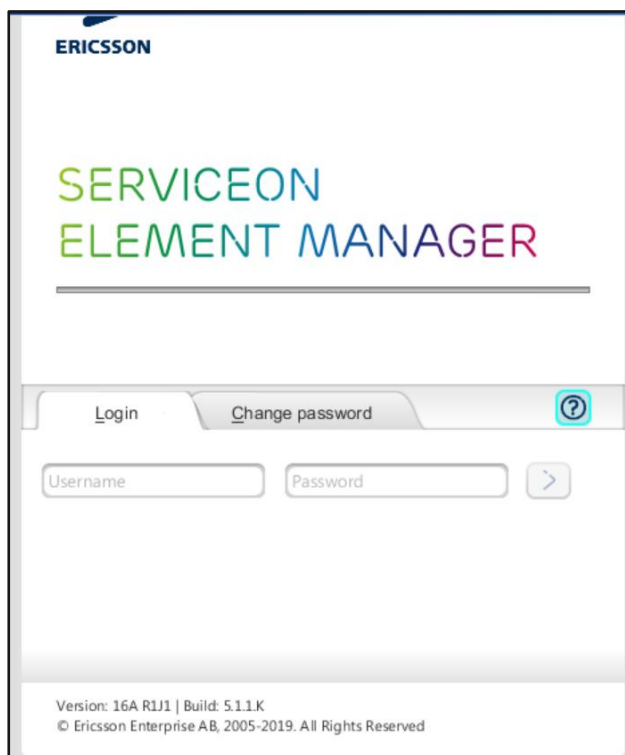 ERICSSON
SERVICEON
ELEMENT MANAGER
Login Change password ?
Username Password >
Version: 16A R1J1 | Build: 5.1.1.K
© Ericsson Enterprise AB, 2005-2019. All Rights Reserved